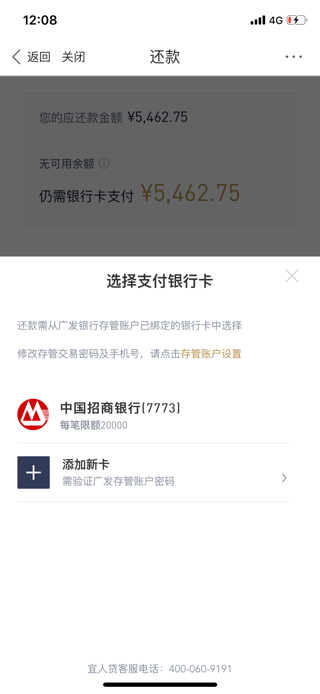 12:08
4G
返回 关闭 还款
您的应还款金额 ¥5,462.75
无可用余额
仍需银行卡支付 ¥5,462.75
选择支付银行卡
还款需从广发银行存管账户已绑定的银行卡中选择
修改存管交易密码及手机号，请点击存管账户设置
中国招商银行(7773)
每笔限额20000
添加新卡
需验证广发存管账户密码
宜人贷客服电话：400-060-9191